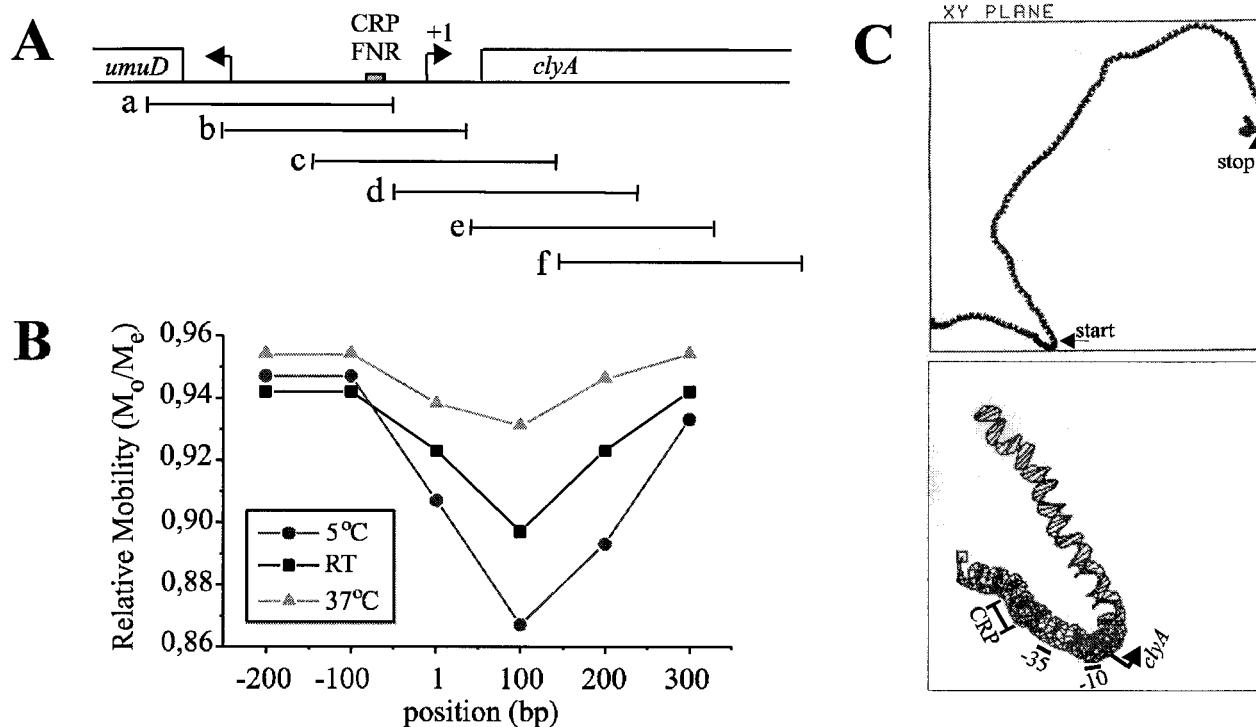 A
umuD
CRP
FNR
+1
clyA
a
b
c
d
e
f
B
Relative Mobility (Mo/Me)
0,96
0,94
0,92
0,90
0,88
0,86
5°C
RT
37°C
-200
-100
1
100
200
300
position (bp)
C
XY PLANE
stop
start
CRP
-35
-10
clyA